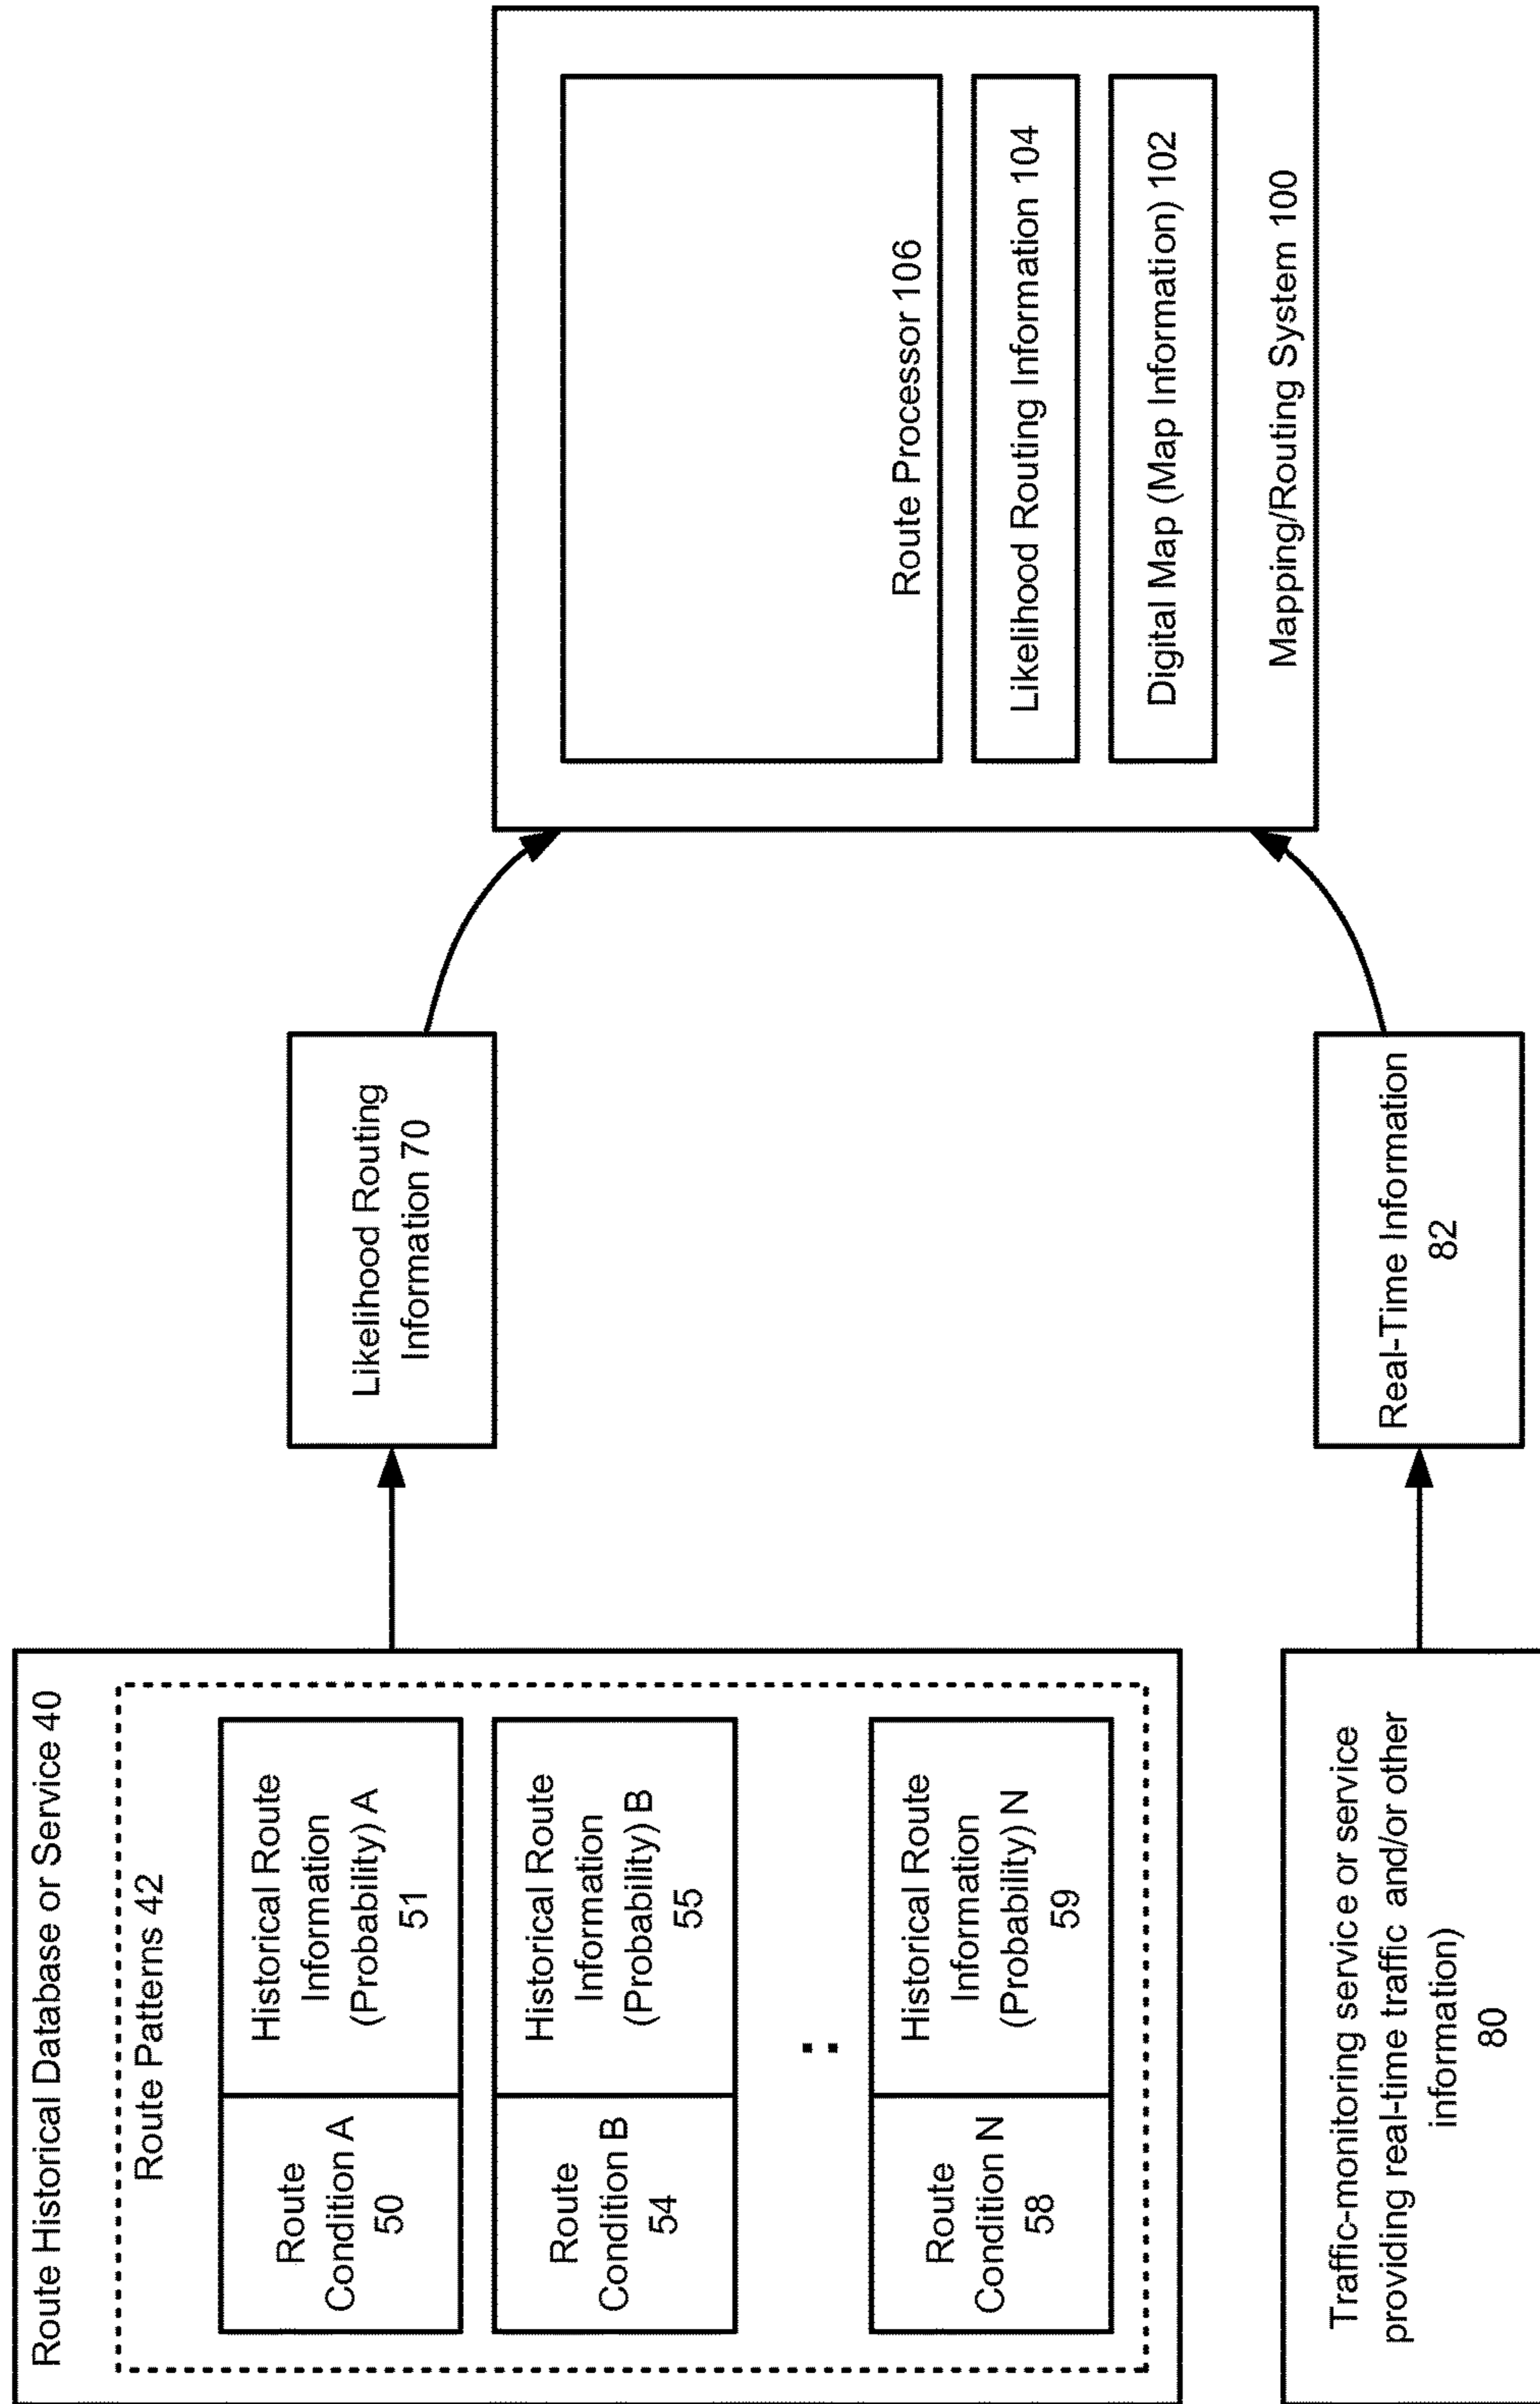 Route Historical Database or Service 40
Route Patterns 42
Route
Condition A
50
Historical Route
Information
(Probability) A
51
Route
Condition B
54
Historical Route
Information
(Probability) B
55
Route
Condition N
58
Historical Route
Information
(Probability) N
59
Traffic-monitoring service or service
providing real-time traffic and/or other
information)
80
Likelihood Routing
Information 70
Real-Time Information
82
Route Processor 106
Likelihood Routing Information 104
Digital Map (Map Information) 102
Mapping/Routing System 100